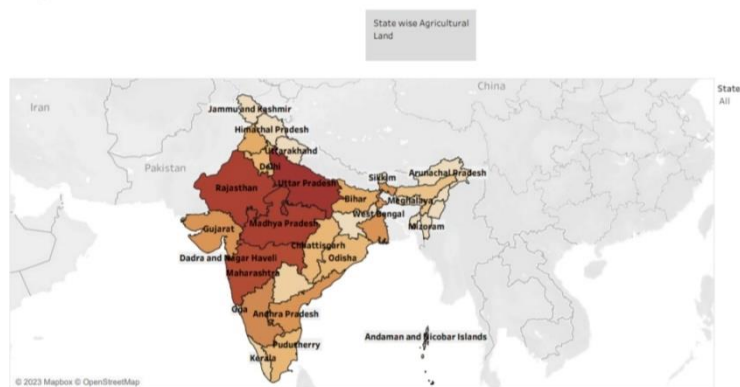 State wise Agricultural
Land
China
State
All
Iran
Jammu and Kashmir
Himachal Pradesh
Uttarakhand
Pakistan
Delhi
Arunachal Pradesh
Sikkim
Rajasthan
Uttar Pradesh
Bihar
Meghalaya
West Bengal
Madhya Pradesh
Mizoram
Gujarat
Chhattisgarh
Dadra and Nagar Haveli
Odisha
Maharashtra
Goa
Andhra Pradesh
Andaman and Nicobar Islands
Puducherry
Kerala
© 2023 Mapbox © OpenStreetMap